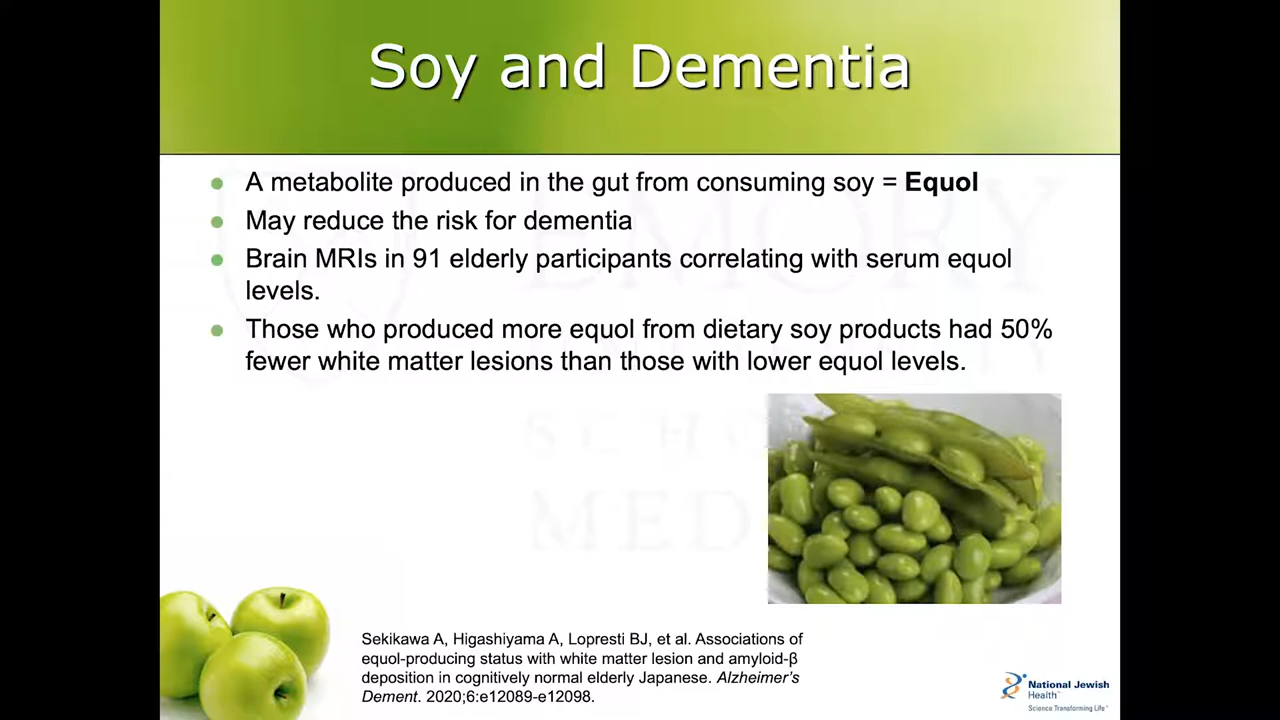 Soy and Dementia
A metabolite produced in the gut from consuming soy = Equol
May reduce the risk for dementia
Brain MRIs in 91 elderly participants correlating with serum equol
levels.
Those who produced more equol from dietary soy products had 50%
fewer white matter lesions than those with lower equol levels.
EMORY
SCHO
MED
Sekikawa A, Higashiyama A, Lopresti BJ, et al. Associations of
equol-producing status with white matter lesion and amyloid-β
deposition in cognitively normal elderly Japanese. Alzheimer's
Dement. 2020;6:e12089-e12098.
National Jewish
Health™
Science Transforming Life®